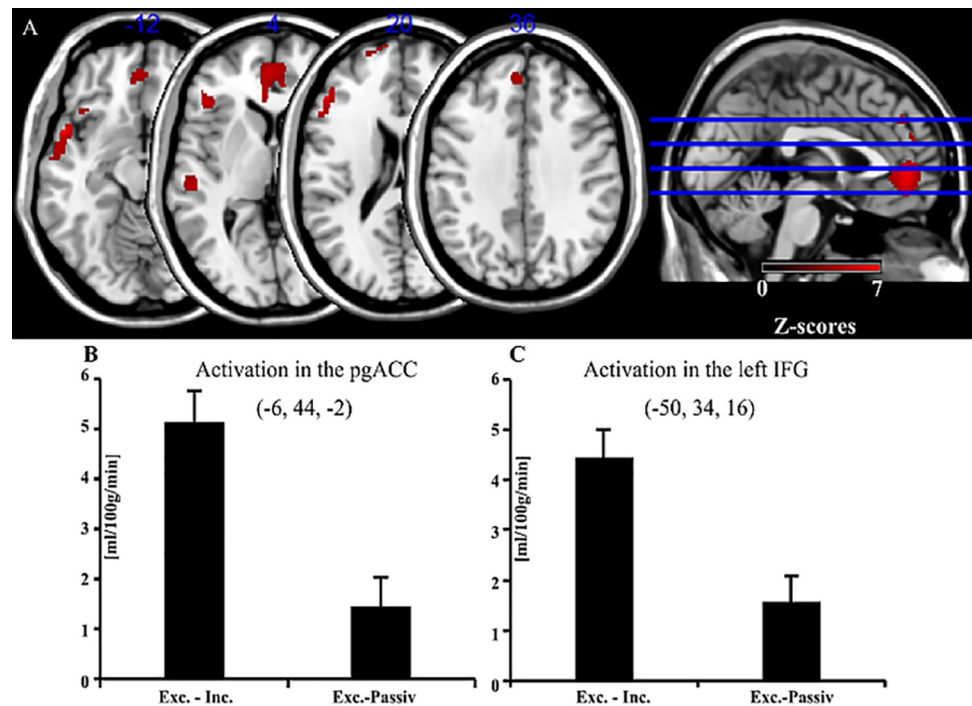 A
-12
4
20
36
0
7
Z-scores
B
Activation in the pgACC
(-6, 44, -2)
6
5
4
3
2
1
0
[ml/100g/min]
Exc. - Inc.
Exc.-Passiv
C
Activation in the left IFG
(-50, 34, 16)
6
5
4
3
2
1
0
[ml/100g/min]
Exc. - Inc.
Exc.-Passiv